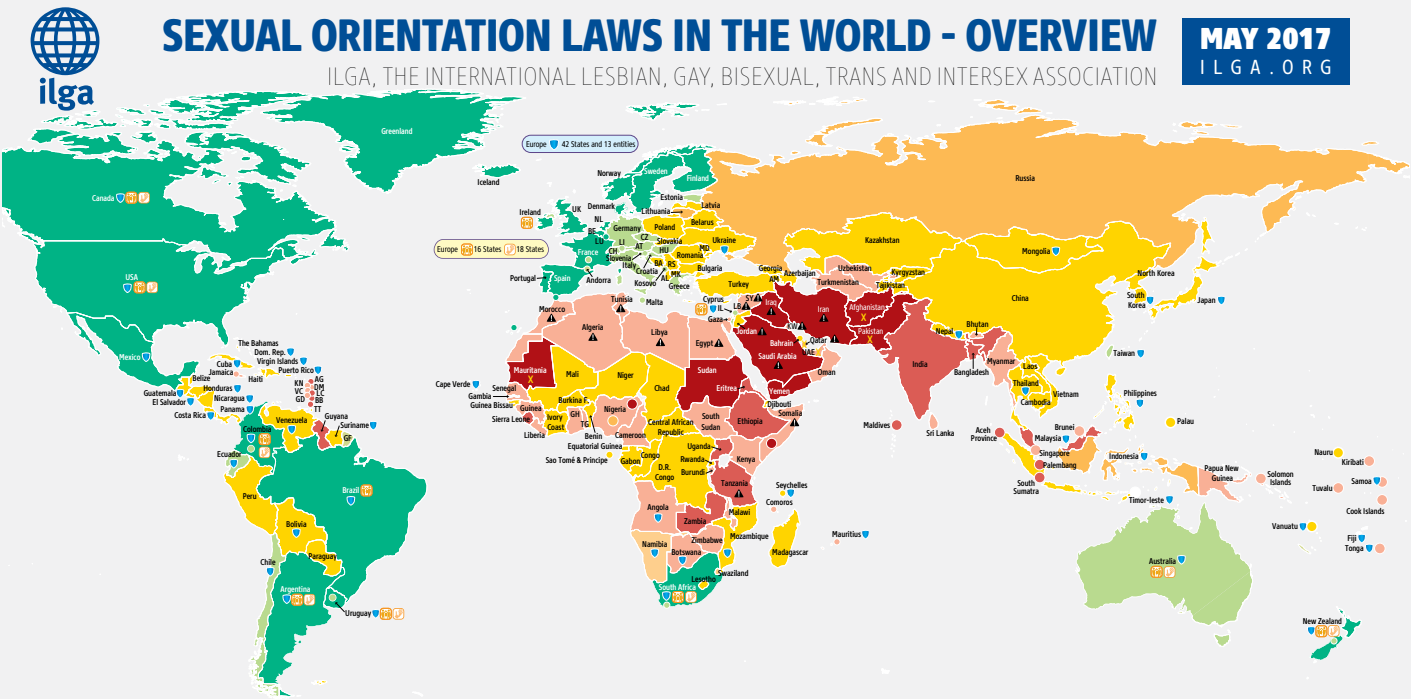 ilga
SEXUAL ORIENTATION LAWS IN THE WORLD - OVERVIEW
ILGA, THE INTERNATIONAL LESBIAN, GAY, BISEXUAL, TRANS AND INTERSEX ASSOCIATION
MAY 2017
ILGA.ORG
Greenland
Canada
USA
Mexico
The Bahamas
Dom. Rep.
Virgin Islands
Puerto Rico
Cuba
Jamaica
Haiti
Belize
Guatemala
Honduras
El Salvador
Nicaragua
Costa Rica
Panama
KN
VC
GD
AG
DM
LC
BB
TT
Guyana
Suriname
GF
Venezuela
Colombia
Ecuador
Peru
Brazil
Bolivia
Paraguay
Chile
Argentina
Uruguay
Europe 42 States and 13 entities
Europe 16 States 18 States
Iceland
Norway
Sweden
Finland
Estonia
Latvia
Lithuania
Denmark
Ireland
UK
NL
BE
LU
Germany
Poland
Belarus
Ukraine
CZ
Slovakia
LI
AT
HU
MD
Romania
CH
Slovenia
France
Italy
Croatia
BA
RS
Bulgaria
MK
AL
Kosovo
Greece
Andorra
Portugal
Spain
Malta
Russia
Kazakhstan
Mongolia
Georgia
AM
Azerbaijan
Uzbekistan
Turkmenistan
Kyrgyzstan
Tajikistan
Turkey
Cyprus
SY
LB
IL
Gaza
Iraq
Iran
Afghanistan
Pakistan
Jordan
KW
Bahrain
Qatar
UAE
Saudi Arabia
Oman
Yemen
China
North Korea
South
Korea
Japan
Nepal
Bhutan
Taiwan
India
Bangladesh
Myanmar
Laos
Thailand
Vietnam
Cambodia
Philippines
Palau
Maldives
Sri Lanka
Aceh
Province
Brunei
Malaysia
Singapore
Palembang
South
Sumatra
Indonesia
Timor-leste
Papua New
Guinea
Solomon
Islands
Nauru
Kiribati
Tuvalu
Samoa
Cook Islands
Vanuatu
Fiji
Tonga
Australia
New Zealand
Morocco
Tunisia
Algeria
Libya
Egypt
Mauritania
Mali
Niger
Chad
Sudan
Eritrea
Djibouti
Somalia
Cape Verde
Senegal
Gambia
Guinea Bissau
Guinea
Sierra Leone
Liberia
Burkina F.
Ivory
Coast
GH
TG
Benin
Nigeria
Cameroon
Equatorial Guinea
Sao Tomé & Principe
Central African
Republic
South
Sudan
Ethiopia
Gabon
Congo
D.R.
Congo
Uganda
Rwanda
Burundi
Kenya
Tanzania
Seychelles
Comoros
Angola
Zambia
Malawi
Mozambique
Zimbabwe
Namibia
Botswana
Madagascar
Mauritius
Swaziland
Lesotho
South Africa